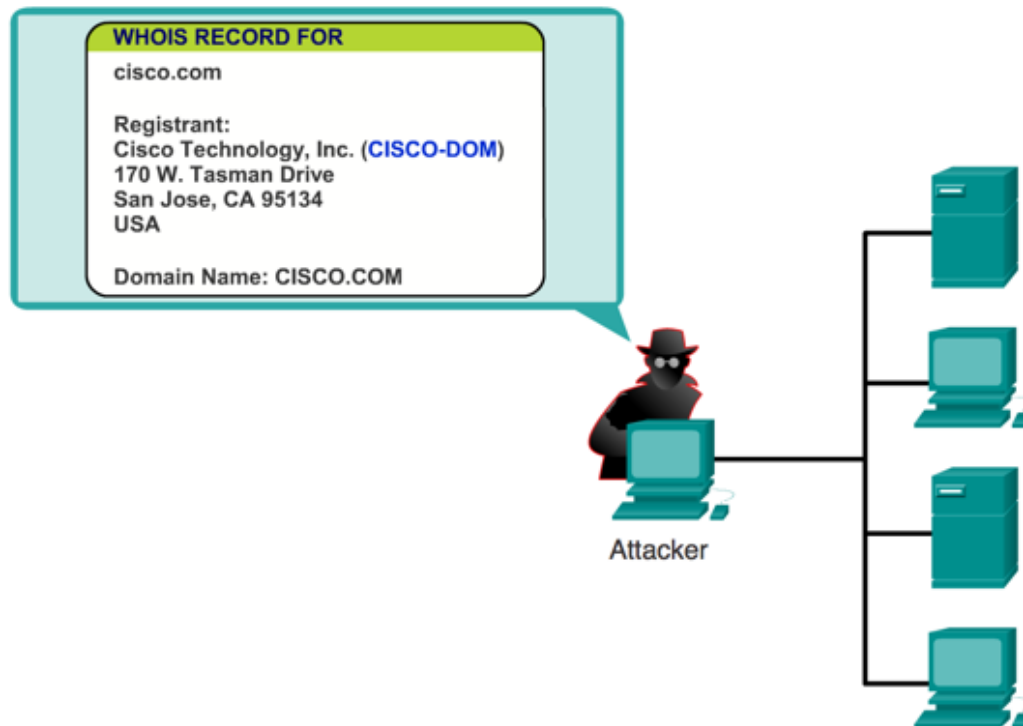 WHOIS RECORD FOR
cisco.com
Registrant:
Cisco Technology, Inc. (CISCO-DOM)
170 W. Tasman Drive
San Jose, CA 95134
USA
Domain Name: CISCO.COM
Attacker